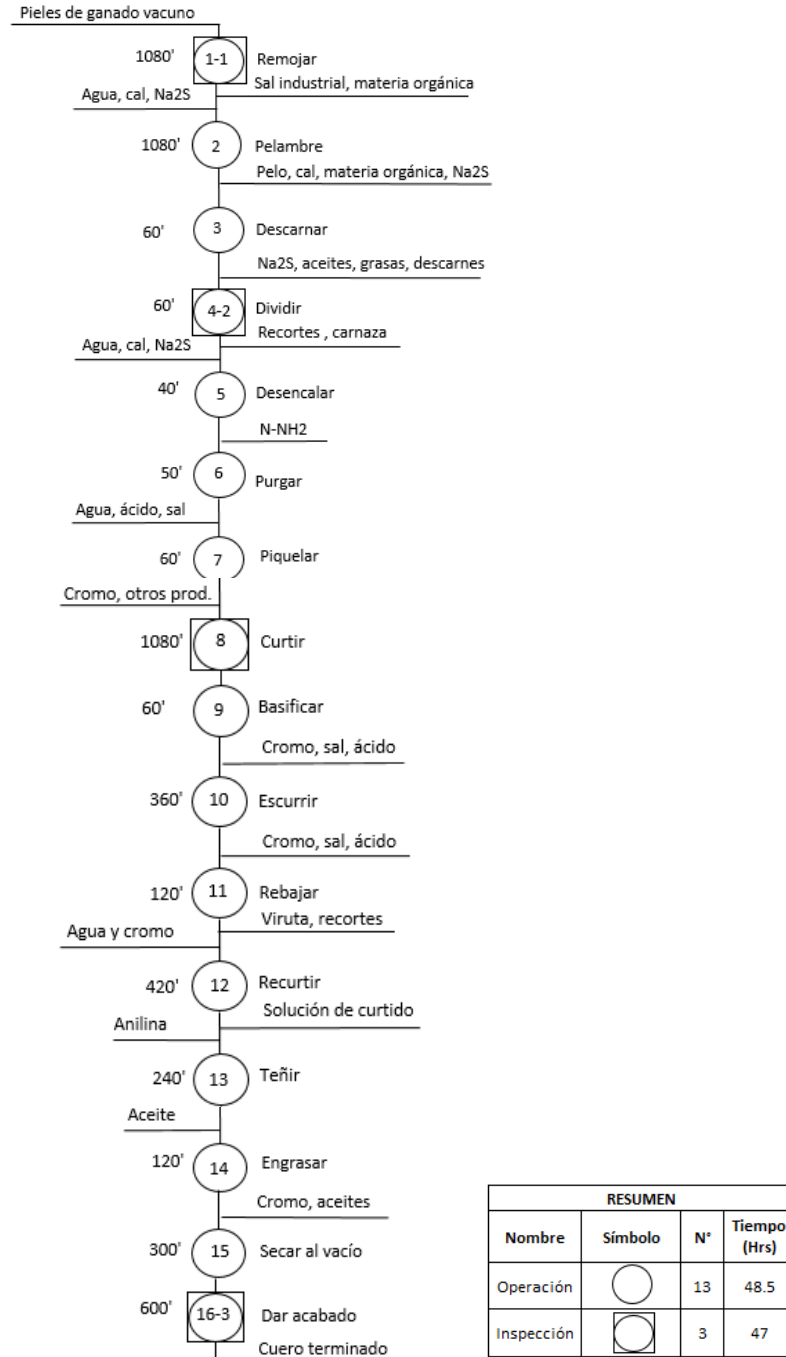 Pieles de ganado vacuno
1080' 1-1 Remojar
Sal industrial, materia orgánica
Agua, cal, Na2S
1080' 2 Pelambre
Pelo, cal, materia orgánica, Na2S
60' 3 Descarnar
Na2S, aceites, grasas, descarnes
60' 4-2 Dividir
Recortes , carnaza
Agua, cal, Na2S
40' 5 Desencalar
N-NH2
50' 6 Purgar
Agua, ácido, sal
60' 7 Piquelar
Cromo, otros prod.
1080' 8 Curtir
60' 9 Basificar
Cromo, sal, ácido
360' 10 Escurrir
Cromo, sal, ácido
120' 11 Rebajar
Viruta, recortes
Agua y cromo
420' 12 Recurtir
Solución de curtido
Anilina
240' 13 Teñir
Aceite
120' 14 Engrasar
Cromo, aceites
300' 15 Secar al vacío
600' 16-3 Dar acabado
Cuero terminado
RESUMEN
Nombre Símbolo N° Tiempo (Hrs)
Operación 13 48.5
Inspección 3 47